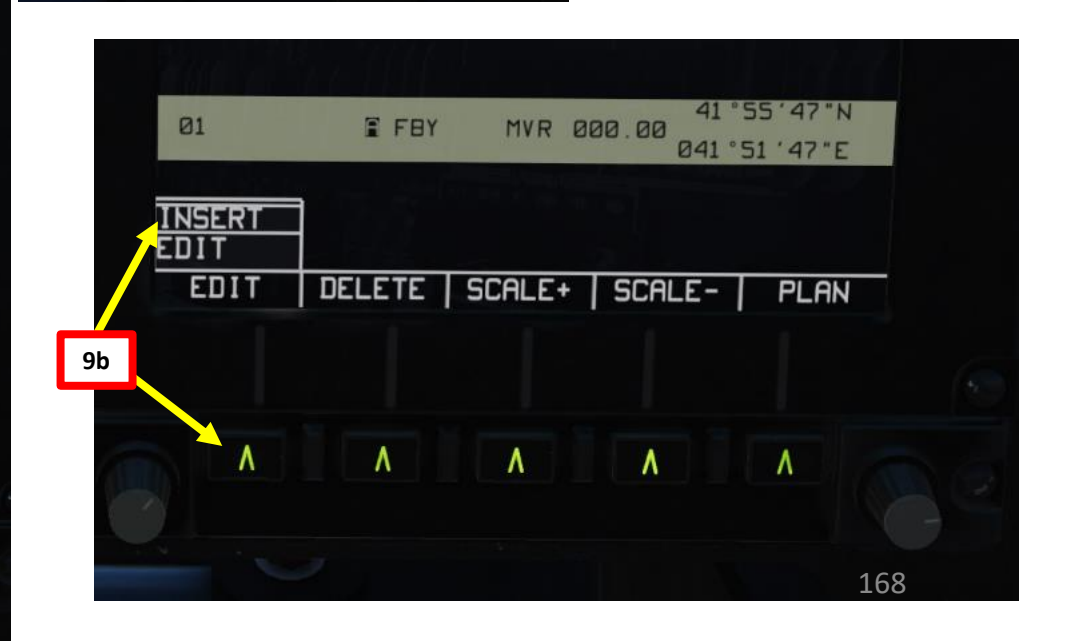 41°55'47"N
01 FBY MVR 000.00
041°51'47"E
INSERT
EDIT
EDIT DELETE SCALE+ SCALE- PLAN
9b
Λ Λ Λ Λ Λ
168